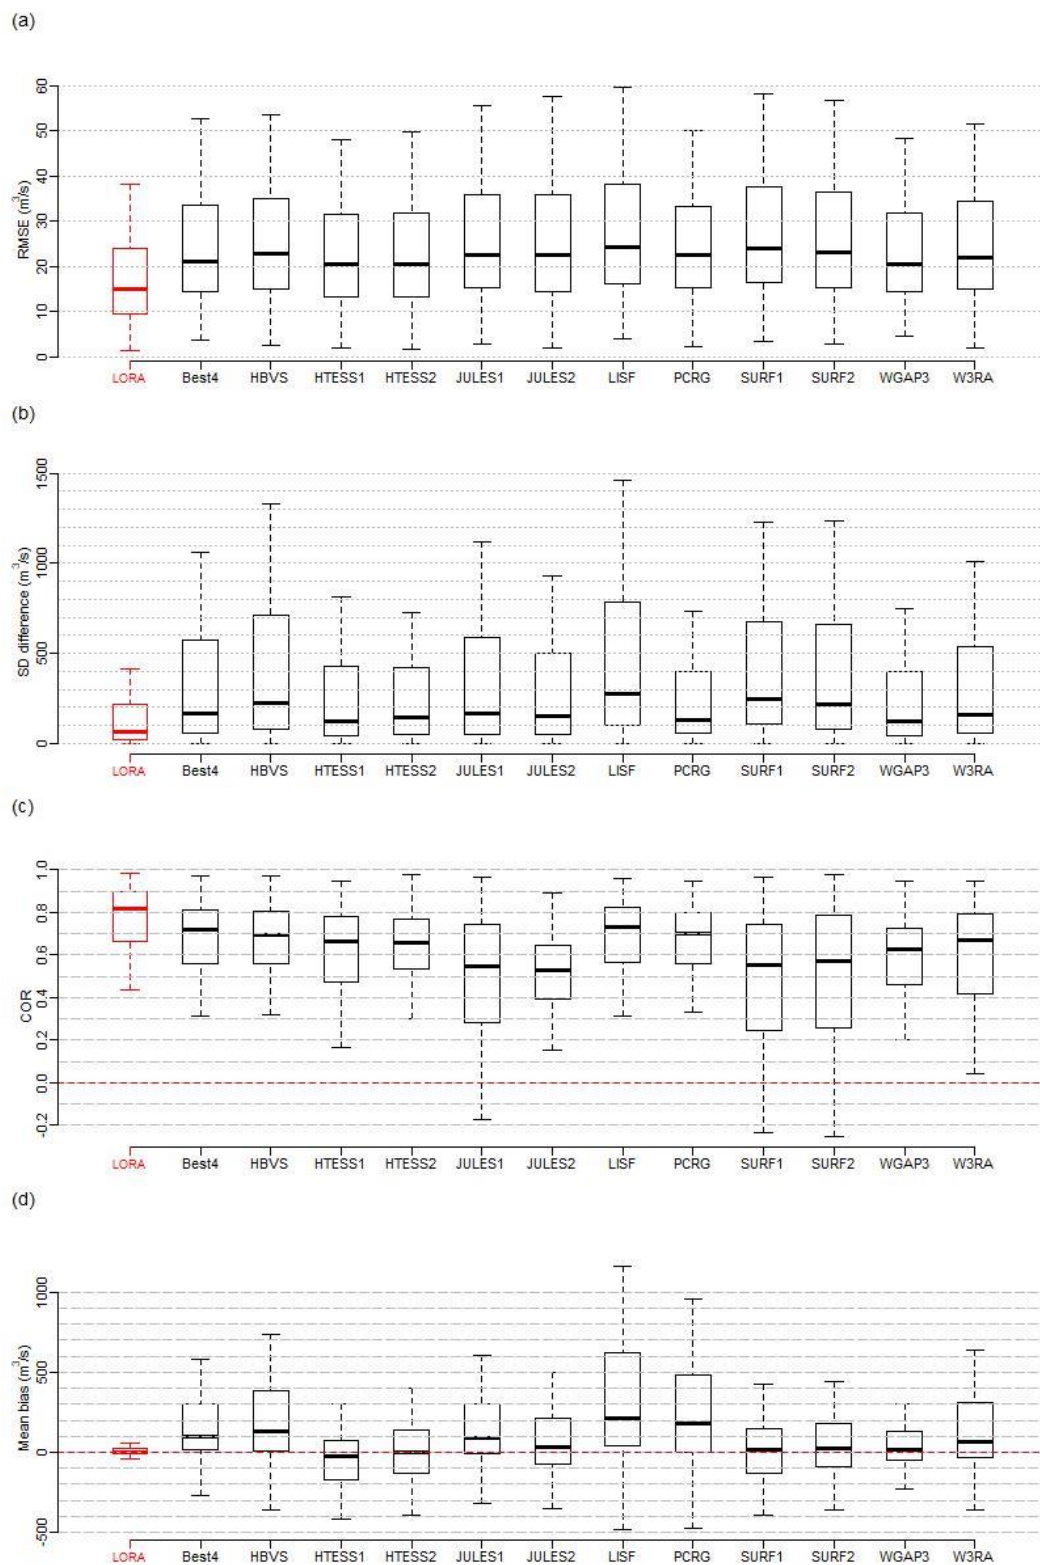 (a)
60
50
40
30
20
10
0
RMSE (m³/s)
LORA Best4 HBVS HTESS1 HTESS2 JULES1 JULES2 LISF PCRG SURF1 SURF2 WGAP3 W3RA
(b)
1500
1000
500
0
SD difference (m³/s)
LORA Best4 HBVS HTESS1 HTESS2 JULES1 JULES2 LISF PCRG SURF1 SURF2 WGAP3 W3RA
(c)
1.0
0.8
0.6
0.4
0.2
0.0
-0.2
COR
LORA Best4 HBVS HTESS1 HTESS2 JULES1 JULES2 LISF PCRG SURF1 SURF2 WGAP3 W3RA
(d)
1000
500
0
-500
Mean bias (m³/s)
LORA Best4 HBVS HTESS1 HTESS2 JULES1 JULES2 LISF PCRG SURF1 SURF2 WGAP3 W3RA